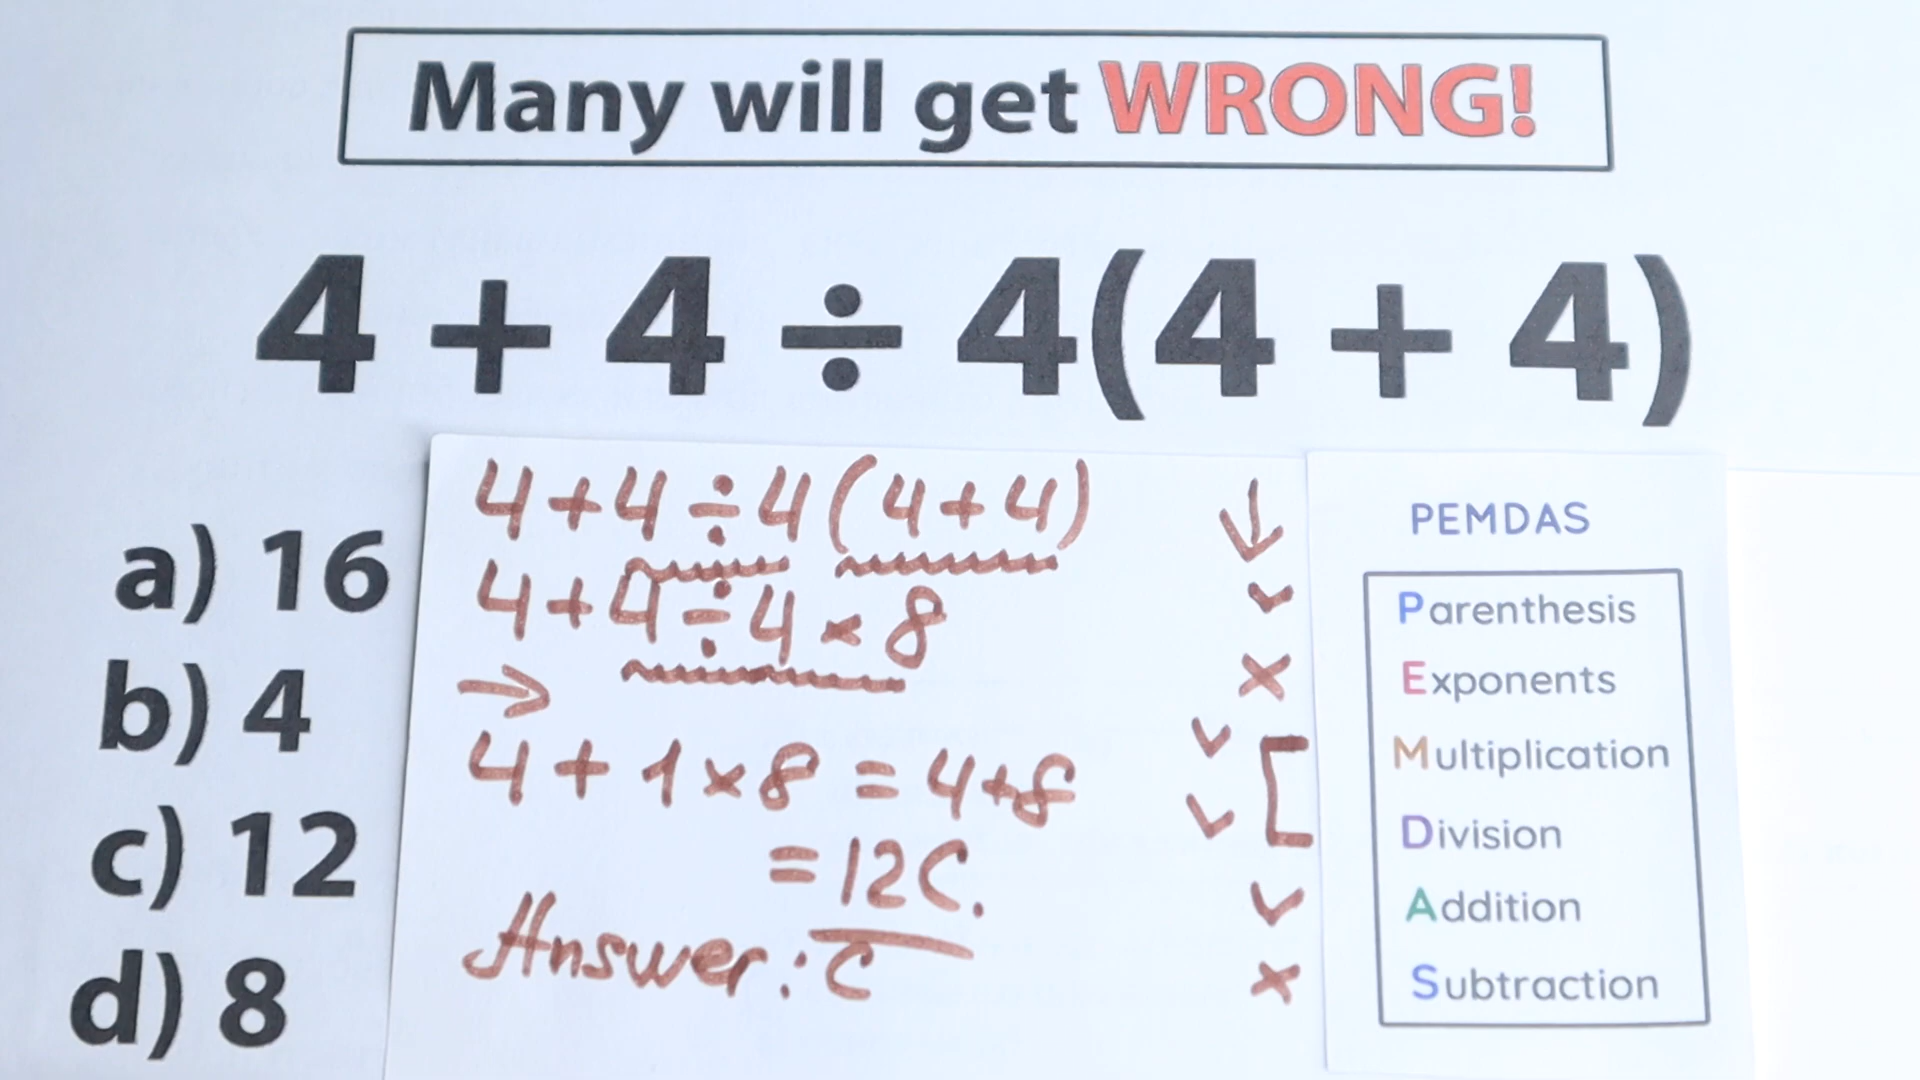 Many will get WRONG!
4 + 4 ÷ 4(4 + 4)
a) 16
b) 4
c) 12
d) 8
4+4÷4(4+4)
4+4÷4×8
→
4+1×8=4+8
=12C.
Answer: C
PEMDAS
Parenthesis
Exponents
Multiplication
Division
Addition
Subtraction